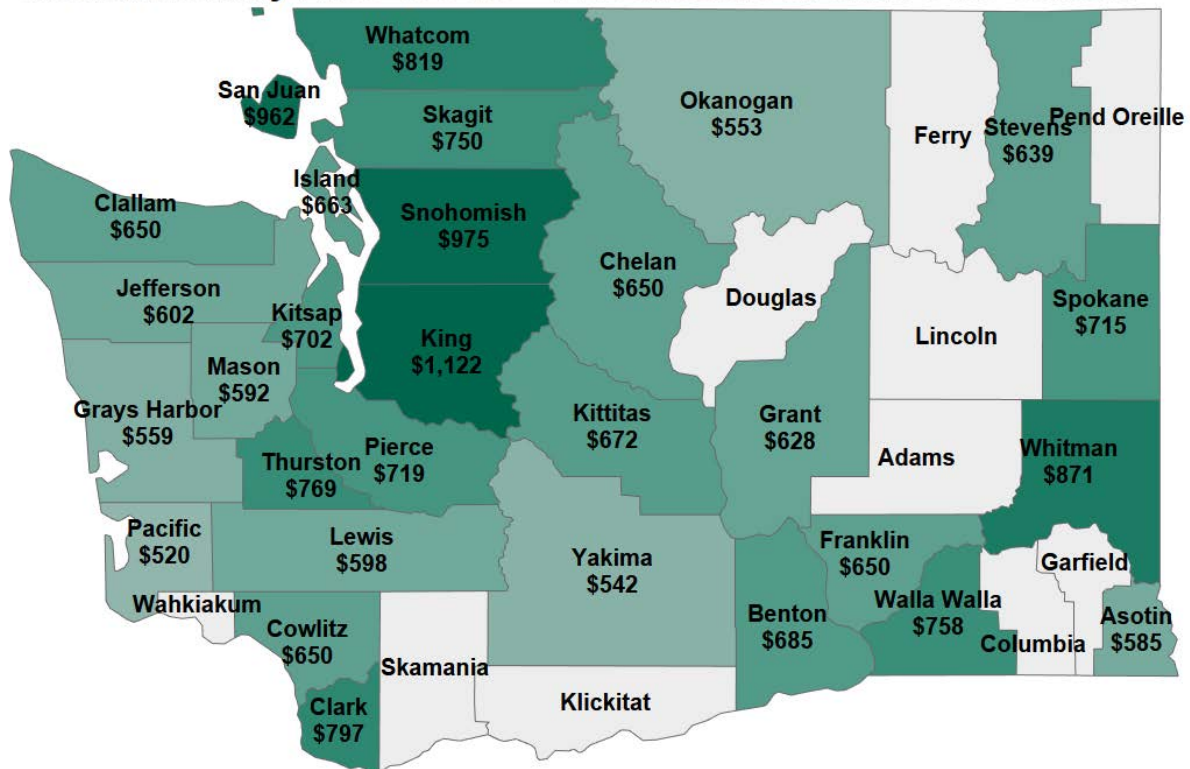 Whatcom
$819
San Juan
$962
Skagit
$750
Okanogan
$553
Ferry
Stevens
$639
Pend Oreille
Island
$663
Clallam
$650
Snohomish
$975
Chelan
$650
Douglas
Jefferson
$602
Kitsap
$702
King
$1,122
Lincoln
Spokane
$715
Mason
$592
Grays Harbor
$559
Kittitas
$672
Grant
$628
Thurston
$769
Pierce
$719
Adams
Whitman
$871
Pacific
$520
Lewis
$598
Yakima
$542
Franklin
$650
Garfield
Wahkiakum
Cowlitz
$650
Benton
$685
Walla Walla
$758
Columbia
Asotin
$585
Skamania
Klickitat
Clark
$797